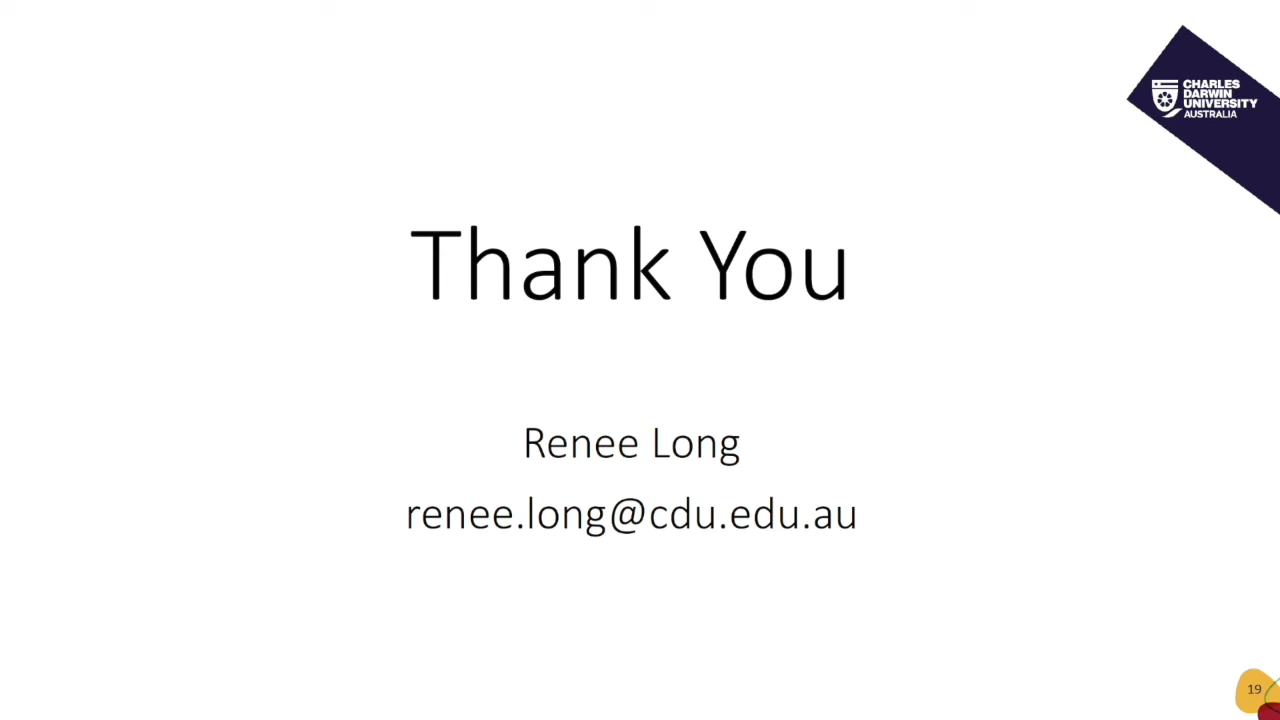 CHARLES
DARWIN
UNIVERSITY
AUSTRALIA
Thank You
Renee Long
renee.long@cdu.edu.au
19